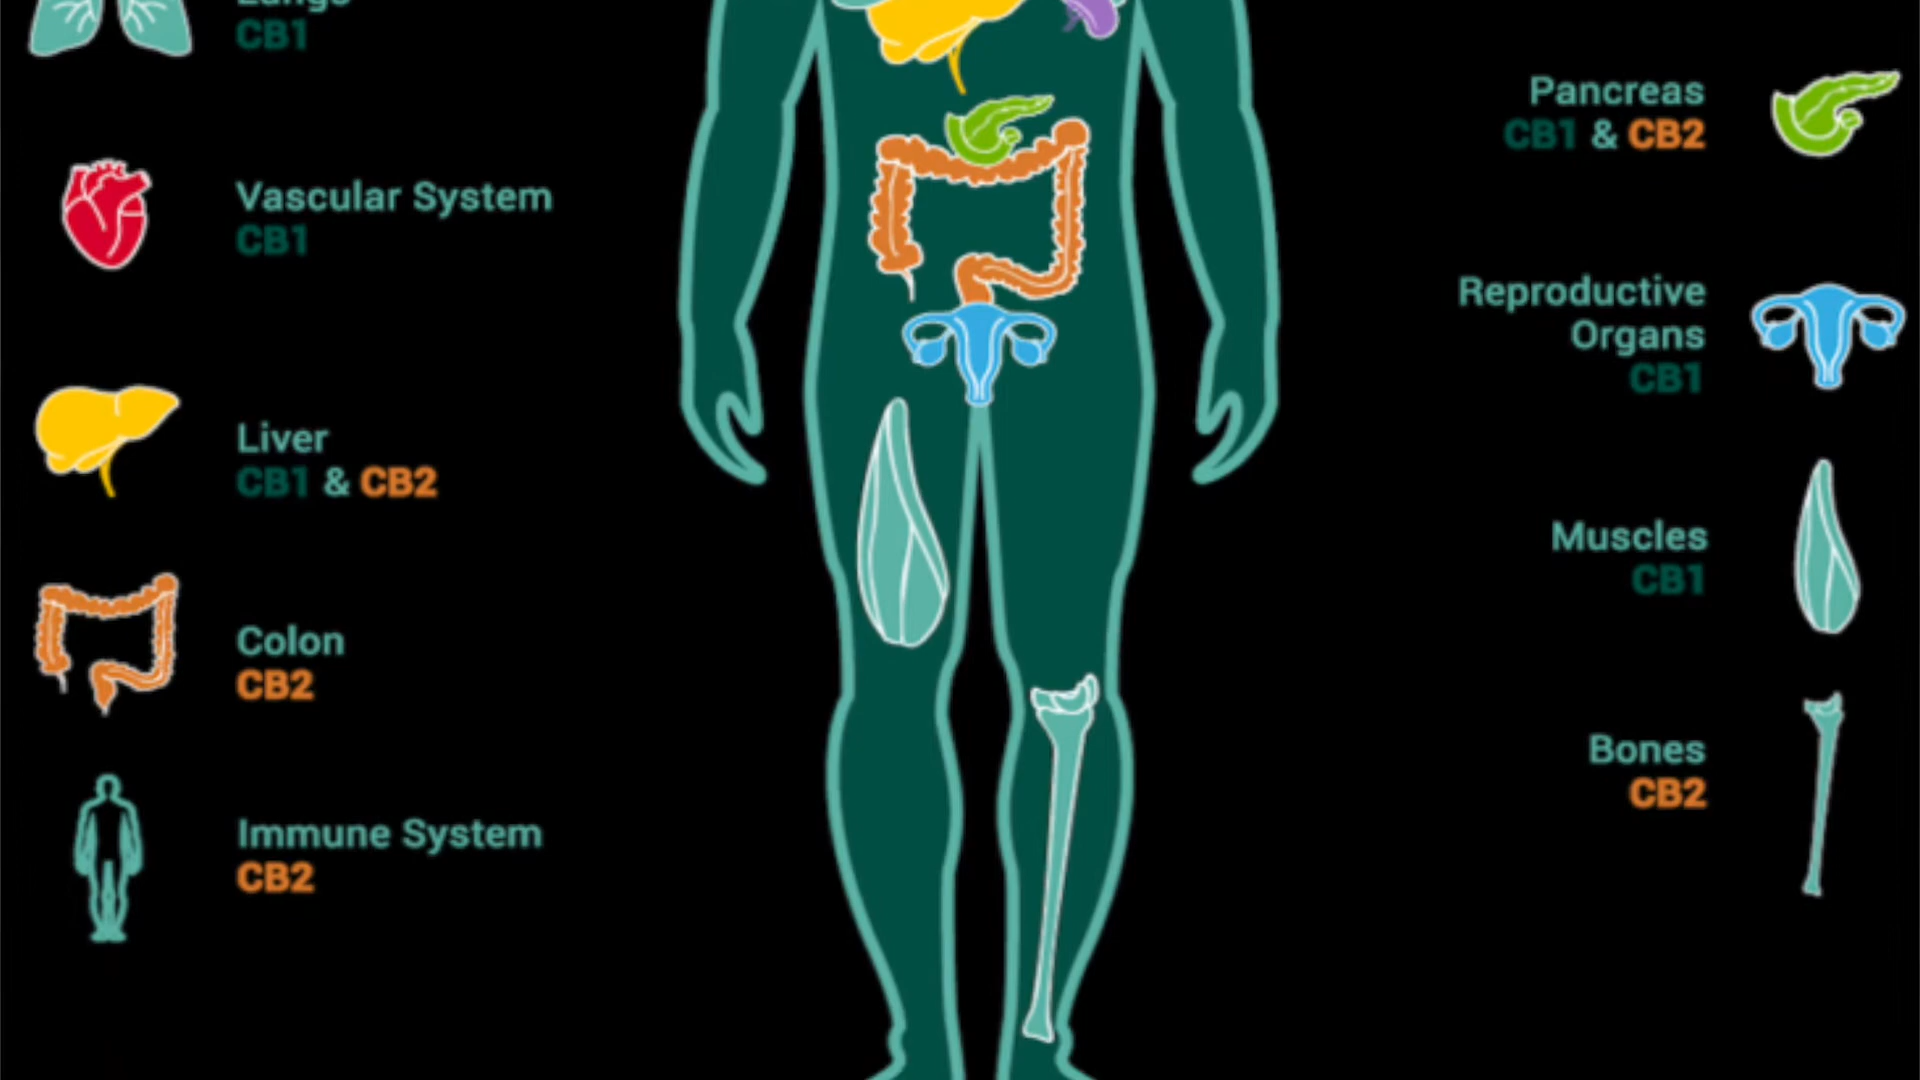 Lungs
CB1
Vascular System
CB1
Liver
CB1 & CB2
Colon
CB2
Immune System
CB2
Pancreas
CB1 & CB2
Reproductive
Organs
CB1
Muscles
CB1
Bones
CB2